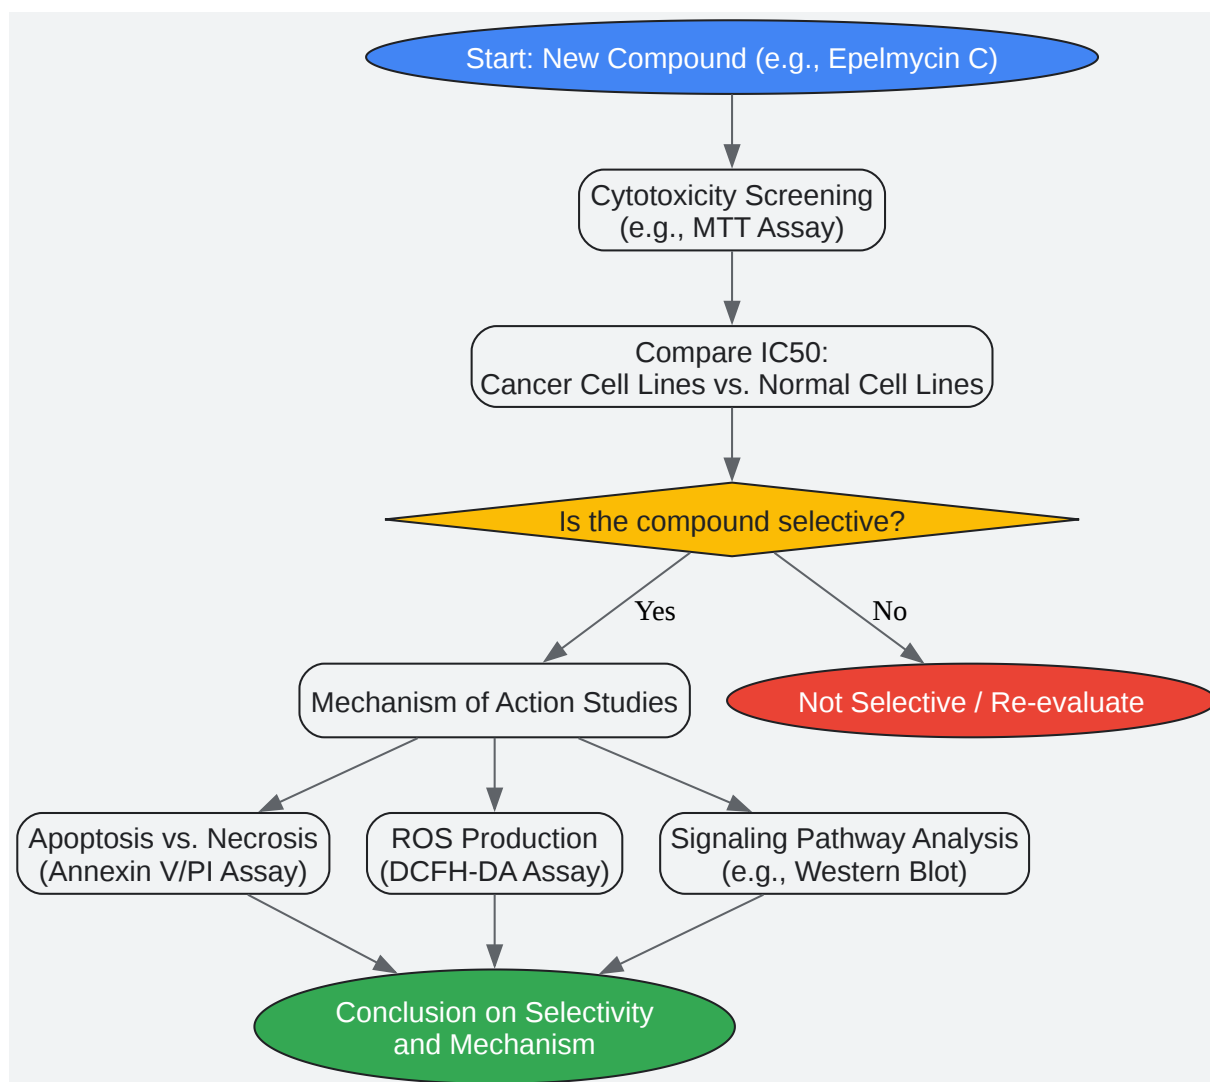 Start: New Compound (e.g., Epelmycin C)
Cytotoxicity Screening
(e.g., MTT Assay)
Compare IC50:
Cancer Cell Lines vs. Normal Cell Lines
Is the compound selective?
Yes
No
Mechanism of Action Studies
Not Selective / Re-evaluate
Apoptosis vs. Necrosis
(Annexin V/PI Assay)
ROS Production
(DCFH-DA Assay)
Signaling Pathway Analysis
(e.g., Western Blot)
Conclusion on Selectivity
and Mechanism